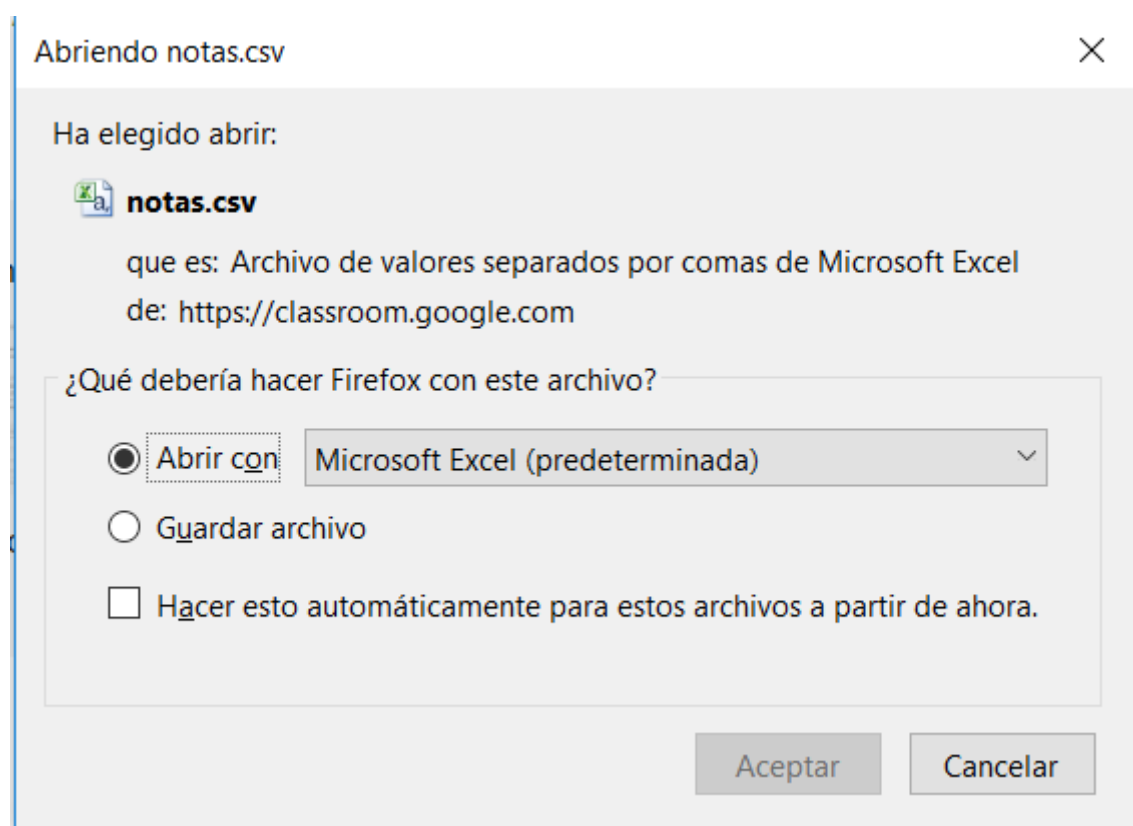 Abriendo notas.csv
Ha elegido abrir:
notas.csv
que es: Archivo de valores separados por comas de Microsoft Excel
de: https://classroom.google.com
¿Qué debería hacer Firefox con este archivo?
Abrir con Microsoft Excel (predeterminada)
Guardar archivo
Hacer esto automáticamente para estos archivos a partir de ahora.
Aceptar Cancelar